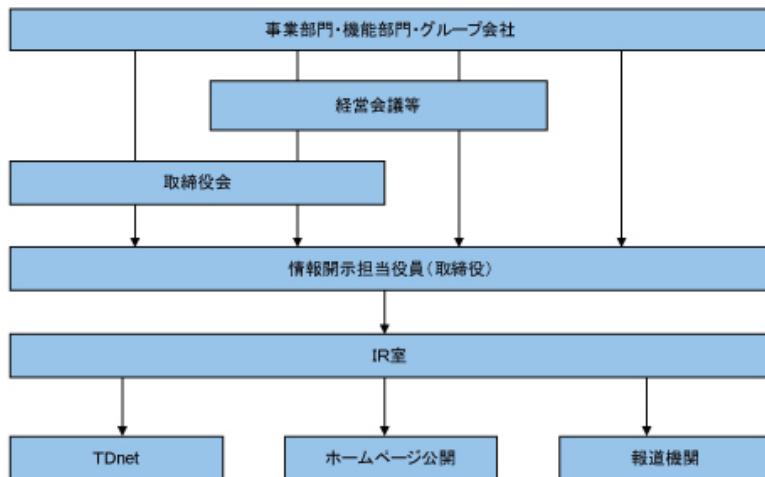 事業部門・機能部門・グループ会社
経営会議等
取締役会
情報開示担当役員(取締役)
IR室
TDnet
ホームページ公開
報道機関